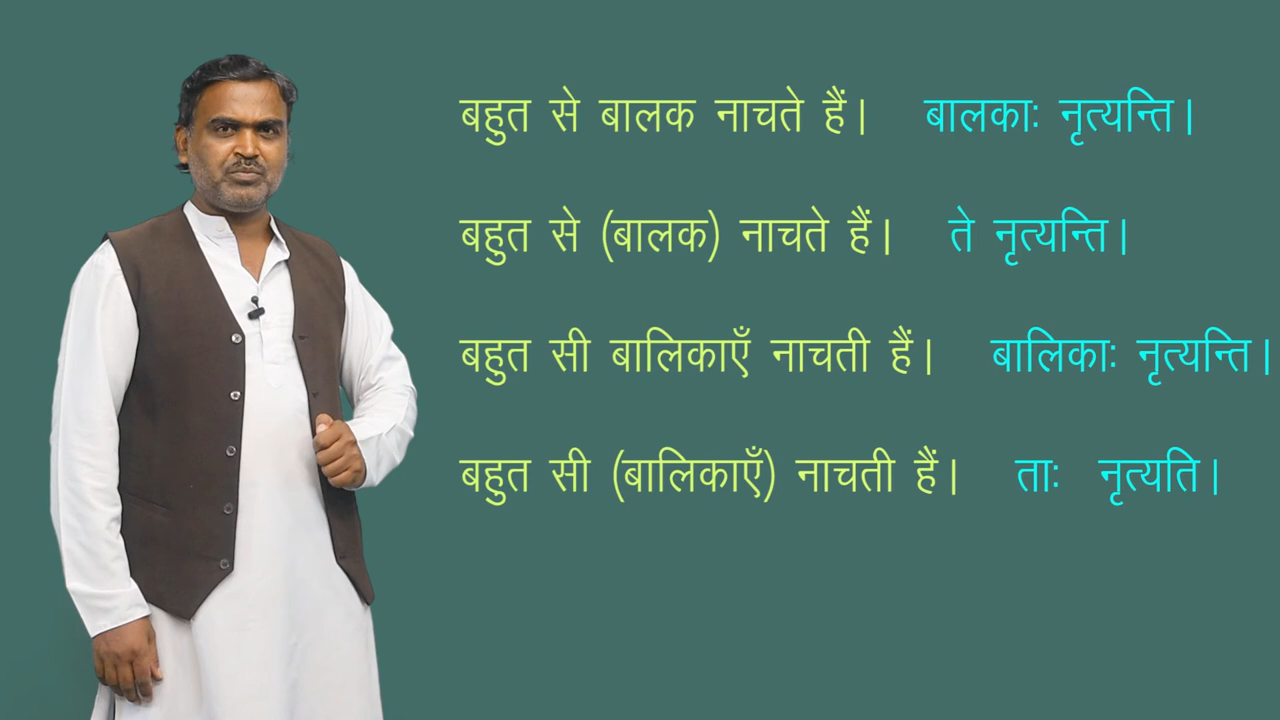 बहुत से बालक नाचते हैं। बालकाः नृत्यन्ति।
बहुत से (बालक) नाचते हैं। ते नृत्यन्ति।
बहुत सी बालिकाएँ नाचती हैं। बालिकाः नृत्यन्ति।
बहुत सी (बालिकाएँ) नाचती हैं। ताः नृत्यति।